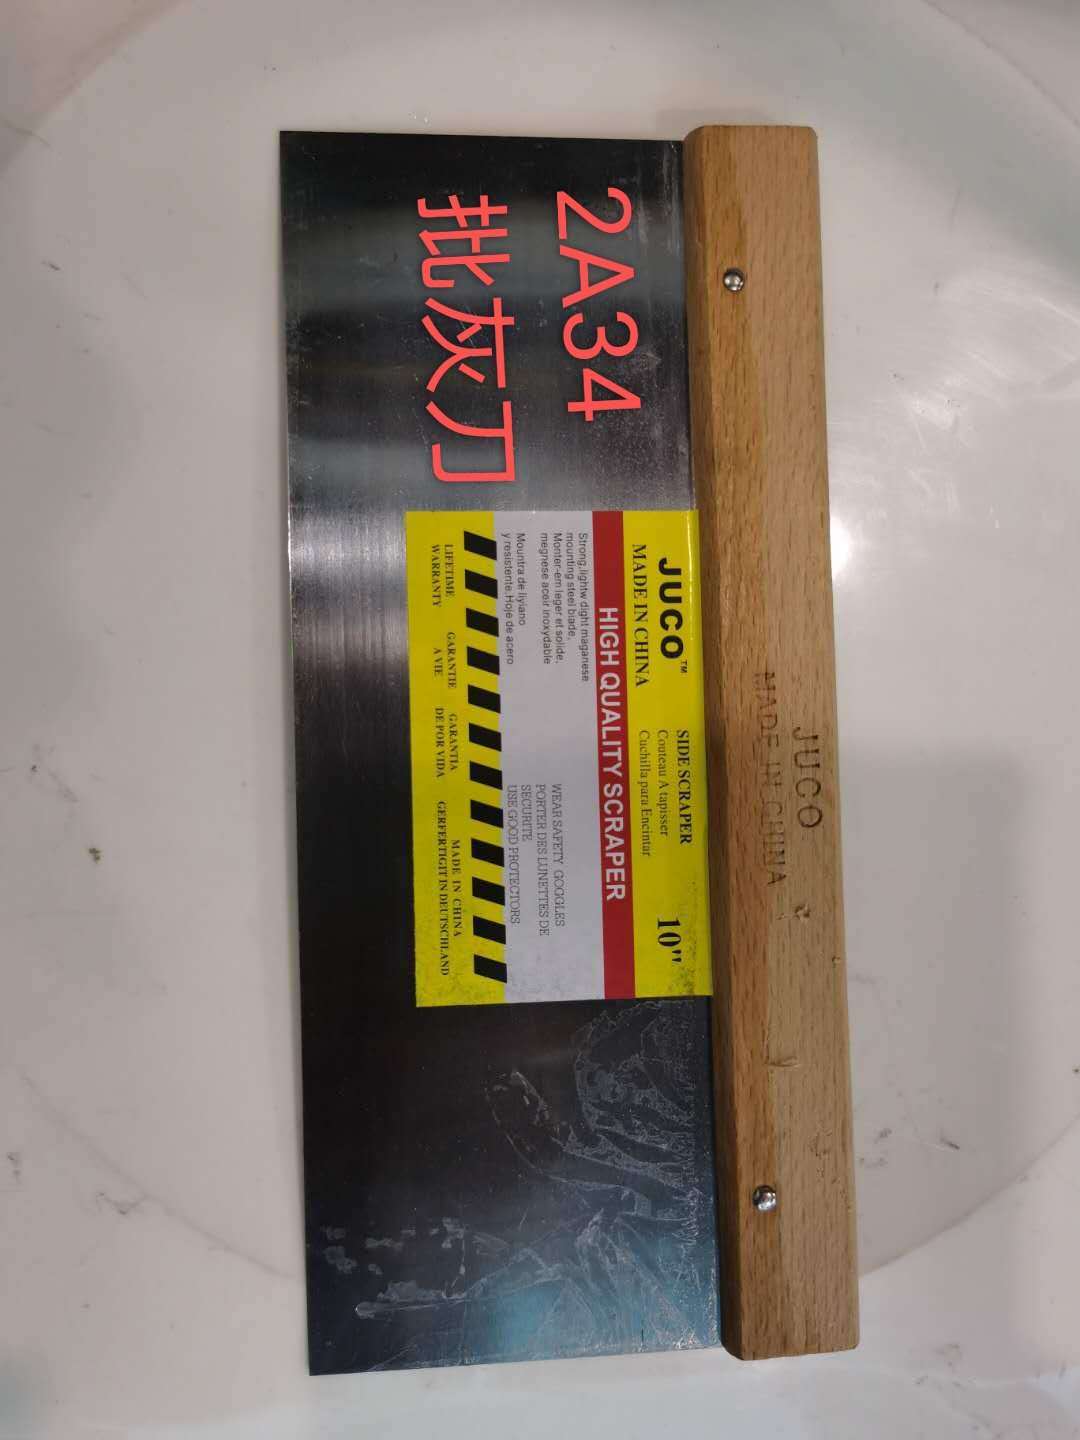 2A34
批灰刀
JUCO™
MADE IN CHINA
SIDE SCRAPER
Couteau A tapisser
Cuchilla para Encintar
10"
HIGH QUALITY SCRAPER
Strong,lightw dight maganese
mounting steel blade,
Monter-em leger et solide,
megnese aceir inoxydable
Mountra de liyiano
y resistente.Hoje de acero
WEAR SAFETY GOGGLES
PORTER DES LUNETTES DE
SECURITE
USE GOOD PROTECTORS
LIFETIME
WARRANTY
GARANTIE
A VIE
GARANTIA
DE POR VIDA
MADE IN CHINA
GERFERTIGIT IN DEUTSCHLAND
JUCO
MADE IN CHINA